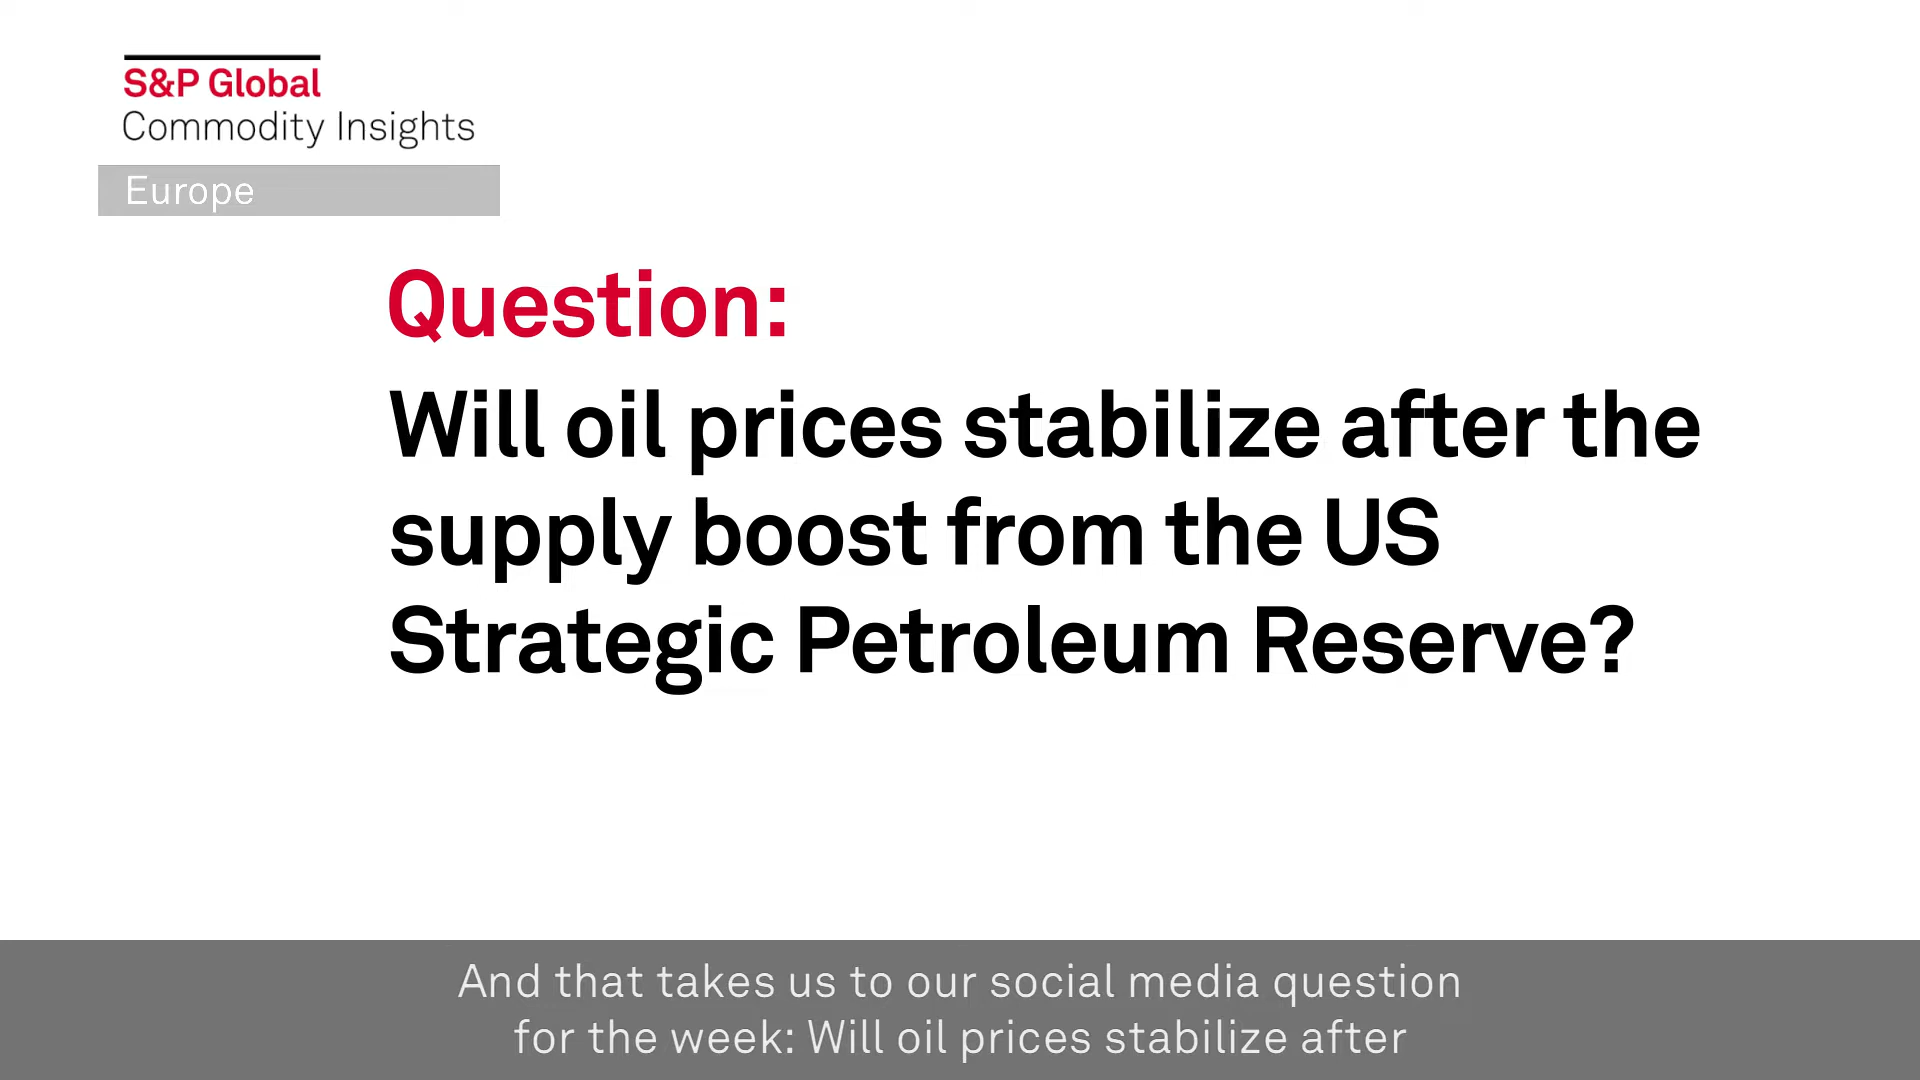 S&P Global
Commodity Insights
Europe
Question:
Will oil prices stabilize after the
supply boost from the US
Strategic Petroleum Reserve?
And that takes us to our social media question
for the week: Will oil prices stabilize after